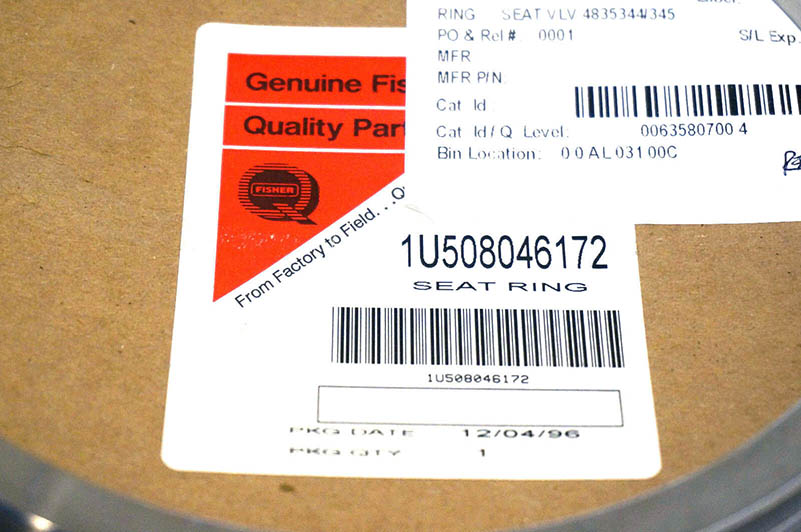 RING SEAT VLV 4835344/345
PO & Rel # 0001
S/L Exp.
MFR
MFR P/N:
Cat Id
Cat Id / Q Level: 0063580700 4
Bin Location: 0 0 AL 031 00C
Genuine Fis
Quality Par
FISHER
From Factory to Field. . .Q
1U508046172
SEAT RING
1U508046172
PKG DATE 12/04/96
PKG QTY 1